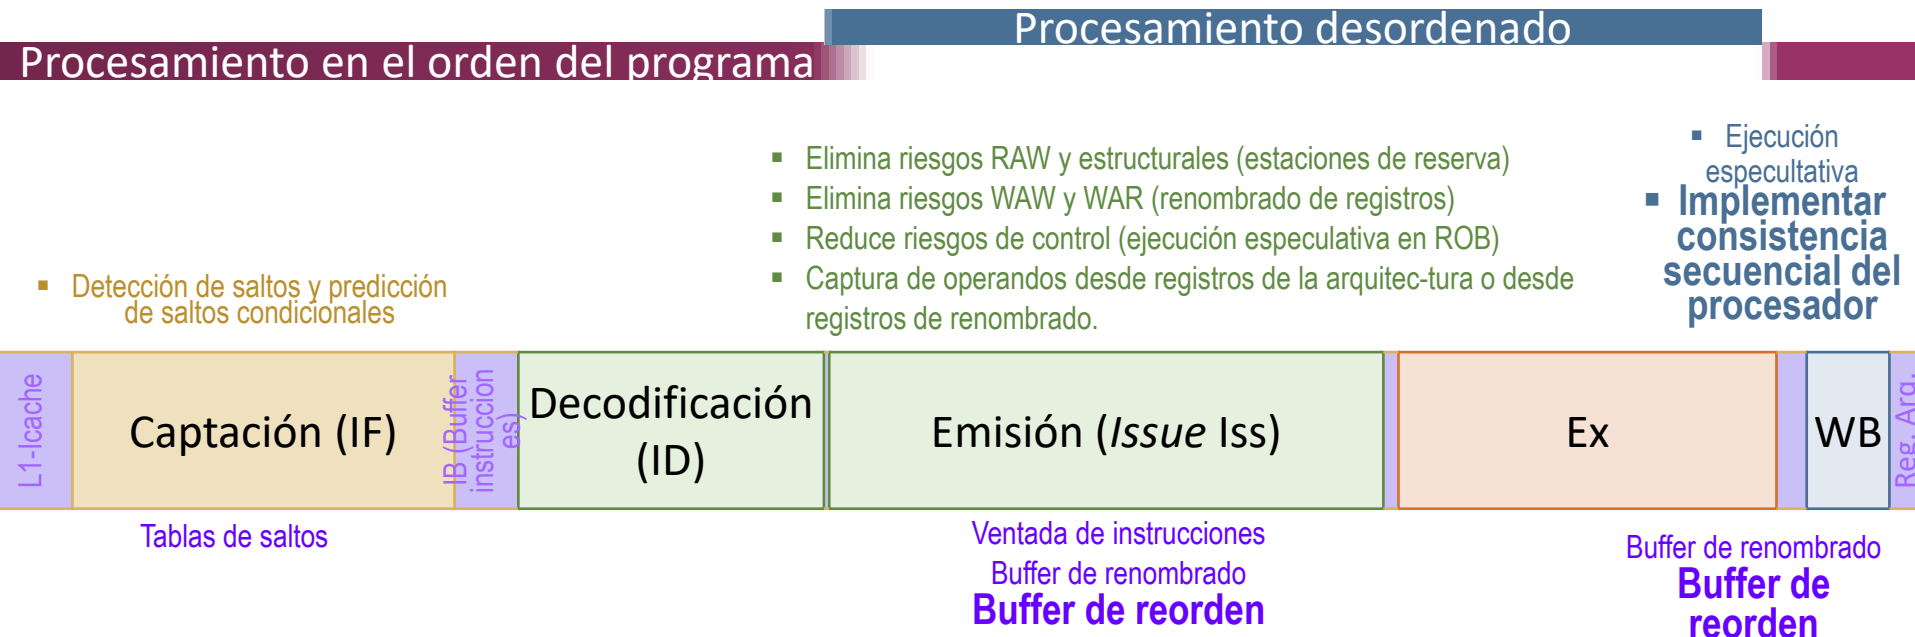 Procesamiento desordenado
Procesamiento en el orden del programa
▪ Ejecución
especultativa
▪ Implementar
consistencia
secuencial del
procesador
▪ Elimina riesgos RAW y estructurales (estaciones de reserva)
▪ Elimina riesgos WAW y WAR (renombrado de registros)
▪ Reduce riesgos de control (ejecución especulativa en ROB)
▪ Captura de operandos desde registros de la arquitec-tura o desde
registros de renombrado.
▪ Detección de saltos y predicción
de saltos condicionales
L1-Icache
Captación (IF)
IB (Buffer
instruccion
es)
Decodificación
(ID)
Emisión (Issue Iss)
Ex
WB
Reg. Arq.
Tablas de saltos
Ventada de instrucciones
Buffer de renombrado
Buffer de reorden
Buffer de renombrado
Buffer de
reorden